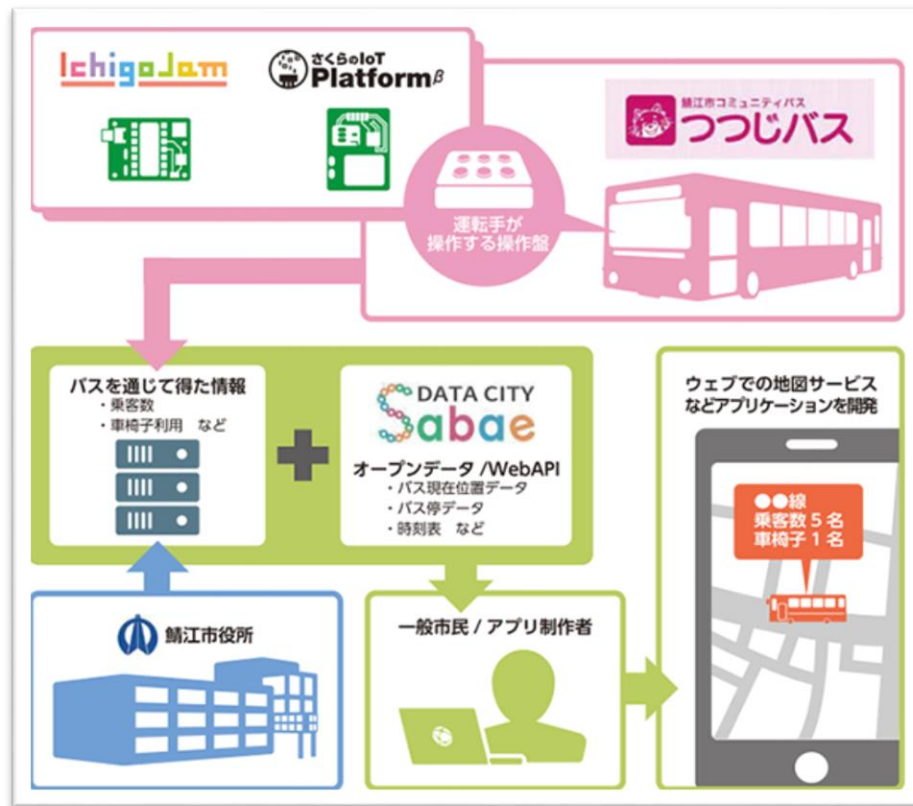 IchigoJam
さくらのIoT
Platformβ
鯖江市コミュニティバス
つつじバス
運転手が
操作する操作盤
バスを通じて得た情報
・乗客数
・車椅子利用 など
DATA CITY
Sabae
オープンデータ/WebAPI
・バス現在位置データ
・バス停データ
・時刻表 など
ウェブでの地図サービス
などアプリケーションを開発
●●線
乗客数5名
車椅子1名
鯖江市役所
一般市民/アプリ制作者